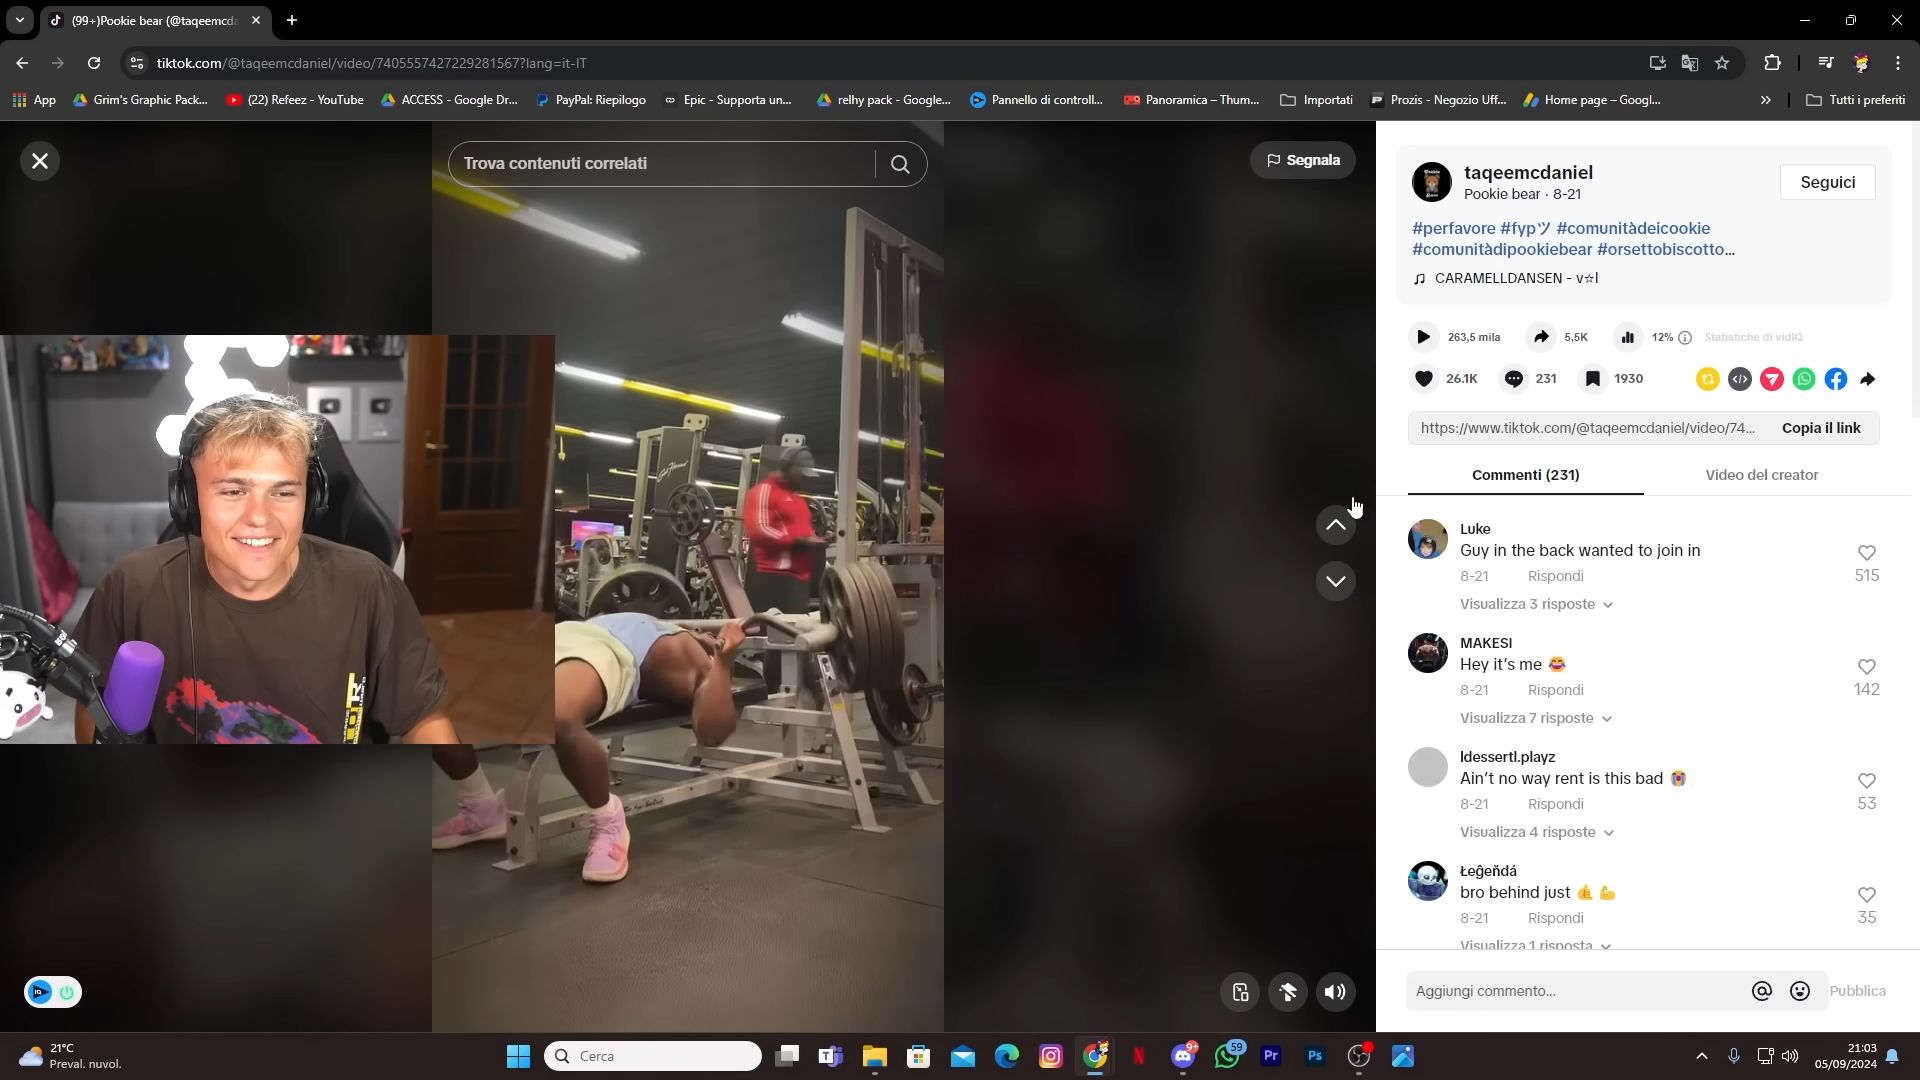 (99+)Pookie bear (@taqeemcda
tiktok.com/@taqeemcdaniel/video/7405557427229281567?lang=it-IT
App
Grim's Graphic Pack...
(22) Refeez - YouTube
ACCESS - Google Dr...
PayPal: Riepilogo
Epic - Supporta un...
relhy pack - Google...
Pannello di controll...
Panoramica – Thum...
Importati
Prozis - Negozio Uff...
Home page – Googl...
Tutti i preferiti
Trova contenuti correlati
Segnala
taqeemcdaniel
Pookie bear · 8-21
Seguici
#perfavore #fypツ #comunitàdeicookie
#comunitàdipookiebear #orsettobiscotto...
CARAMELLDANSEN - v☆l
263,5 mila
5,5K
12%
Statistiche di vidIQ
26.1K
231
1930
https://www.tiktok.com/@taqeemcdaniel/video/74...
Copia il link
Commenti (231)
Video del creator
Luke
Guy in the back wanted to join in
8-21
Rispondi
515
Visualizza 3 risposte
MAKESI
Hey it's me 😂
8-21
Rispondi
142
Visualizza 7 risposte
ldessertl.playz
Ain't no way rent is this bad 😭
8-21
Rispondi
53
Visualizza 4 risposte
Łeĝeňdá
bro behind just 🤙 💪
8-21
Rispondi
35
Visualizza 1 risposta
Aggiungi commento...
Pubblica
21°C
Preval. nuvol.
Cerca
9+
59
Pr
Ps
21:03
05/09/2024